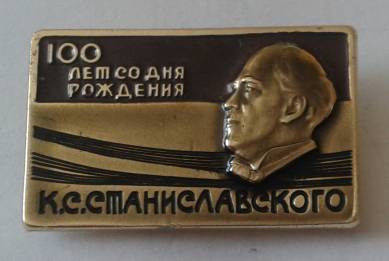 100
ЛЕТ СО ДНЯ
РОЖДЕНИЯ
К.С.СТАНИСЛАВСКОГО